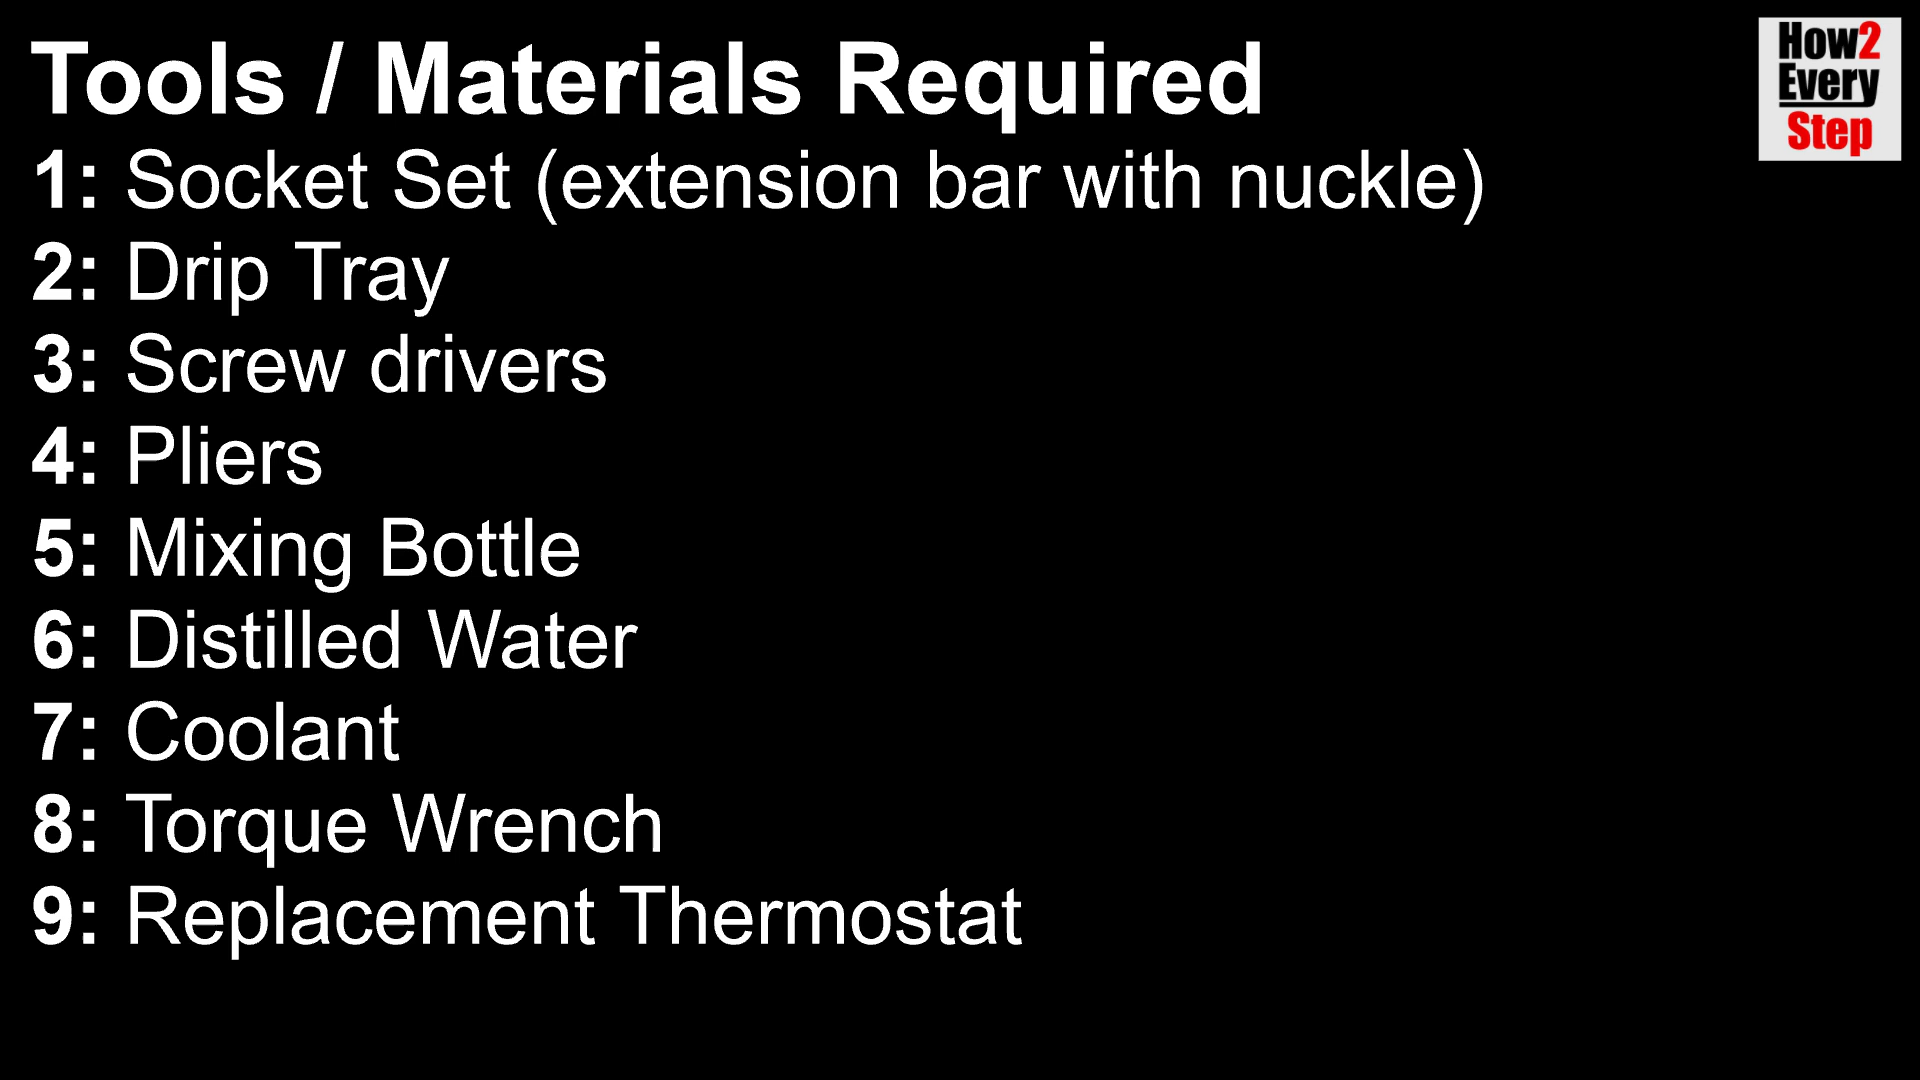 Tools / Materials Required
1: Socket Set (extension bar with nuckle)
2: Drip Tray
3: Screw drivers
4: Pliers
5: Mixing Bottle
6: Distilled Water
7: Coolant
8: Torque Wrench
9: Replacement Thermostat
How2
Every
Step